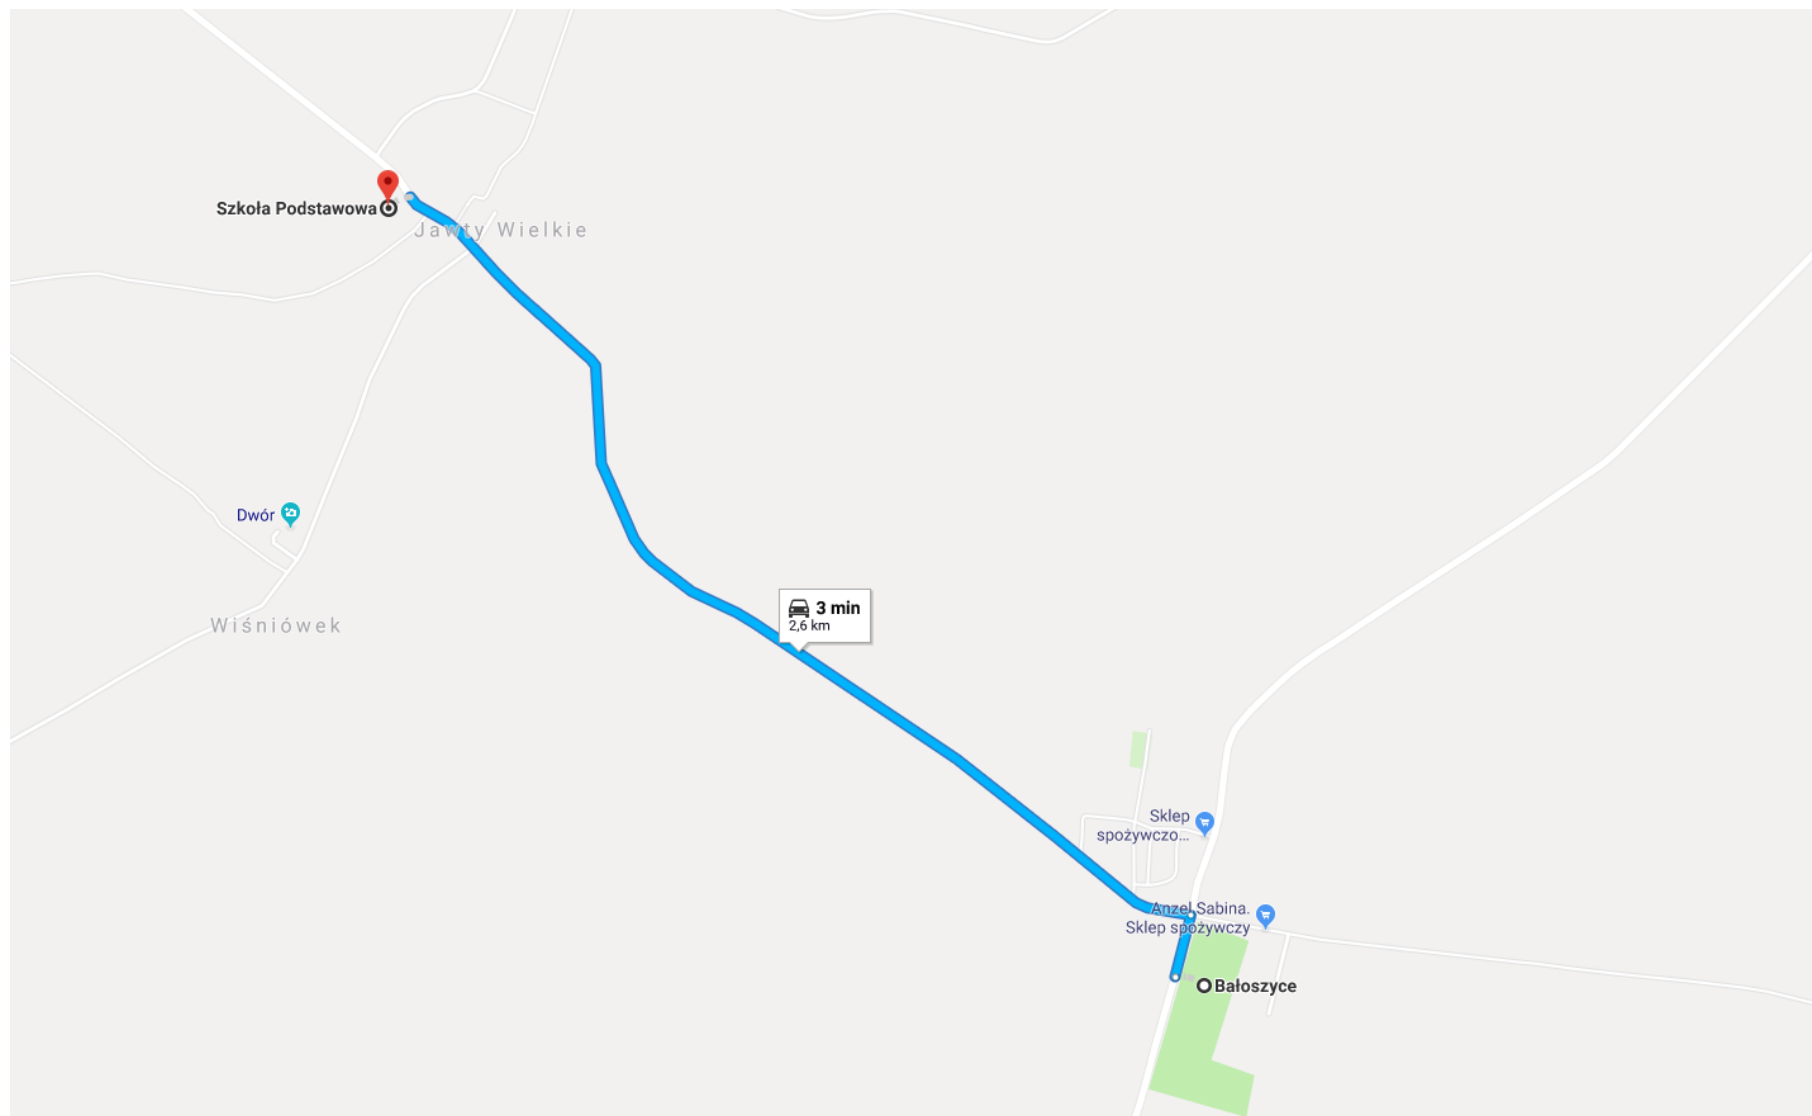 Szkoła Podstawowa
Jawty Wielkie
Dwór
3 min
2,6 km
Wiśniówek
Sklep
spożywczo...
Anzel Sabina.
Sklep spożywczy
Bałoszyce